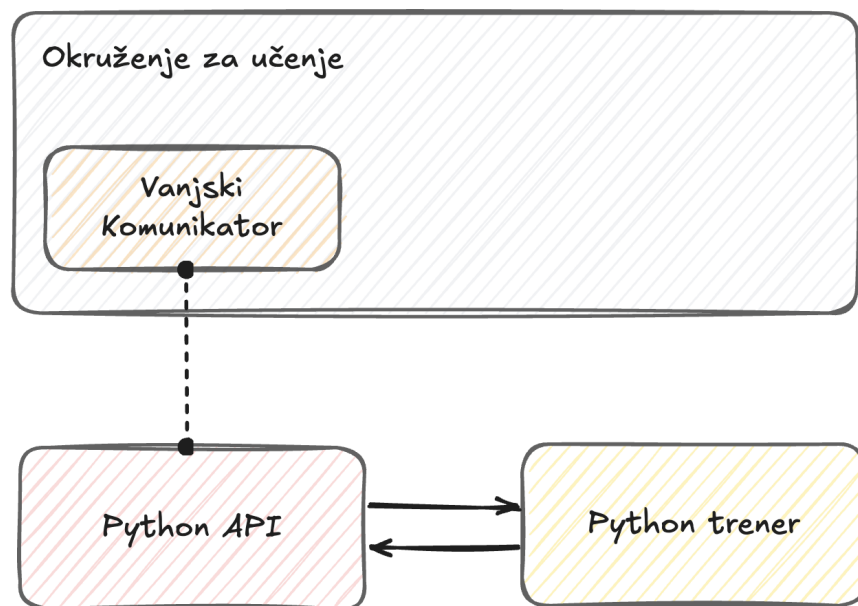 Okruženje za učenje
Vanjski
Komunikator
Python API
Python trener